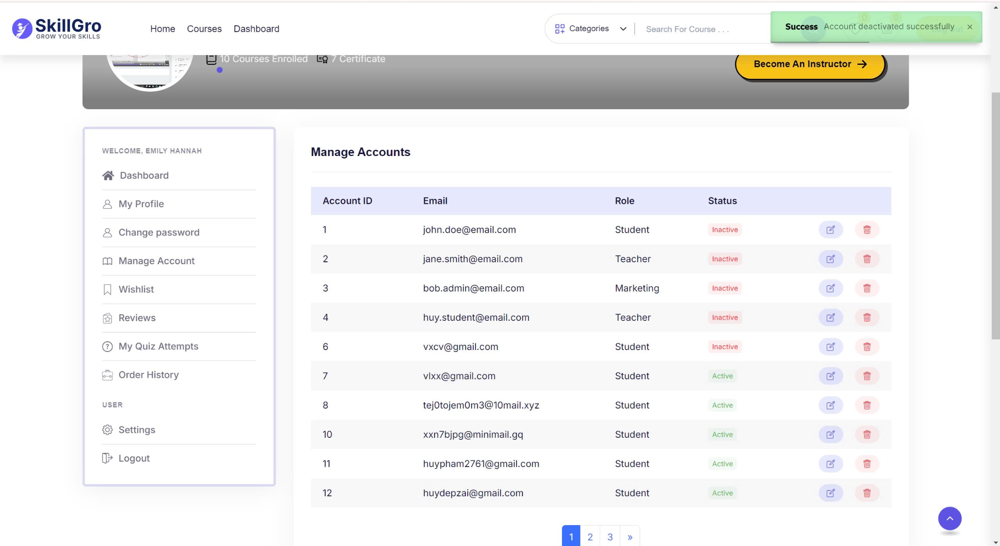 SkillGro
GROW YOUR SKILLS
Home Courses Dashboard
Categories
Search For Course . . .
Success Account deactivated successfully ×
0 0
10 Courses Enrolled 7 Certificate
Become An Instructor →
WELCOME, EMILY HANNAH
Dashboard
My Profile
Change password
Manage Account
Wishlist
Reviews
My Quiz Attempts
Order History
USER
Settings
Logout
Manage Accounts
Account ID Email Role Status
1 john.doe@email.com Student Inactive
2 jane.smith@email.com Teacher Inactive
3 bob.admin@email.com Marketing Inactive
4 huy.student@email.com Teacher Inactive
6 vxcv@gmail.com Student Inactive
7 vlxx@gmail.com Student Active
8 tej0tojem0m3@10mail.xyz Student Active
10 xxn7bjpg@minimail.gq Student Active
11 huypham2761@gmail.com Student Active
12 huydepzai@gmail.com Student Active
1 2 3 »